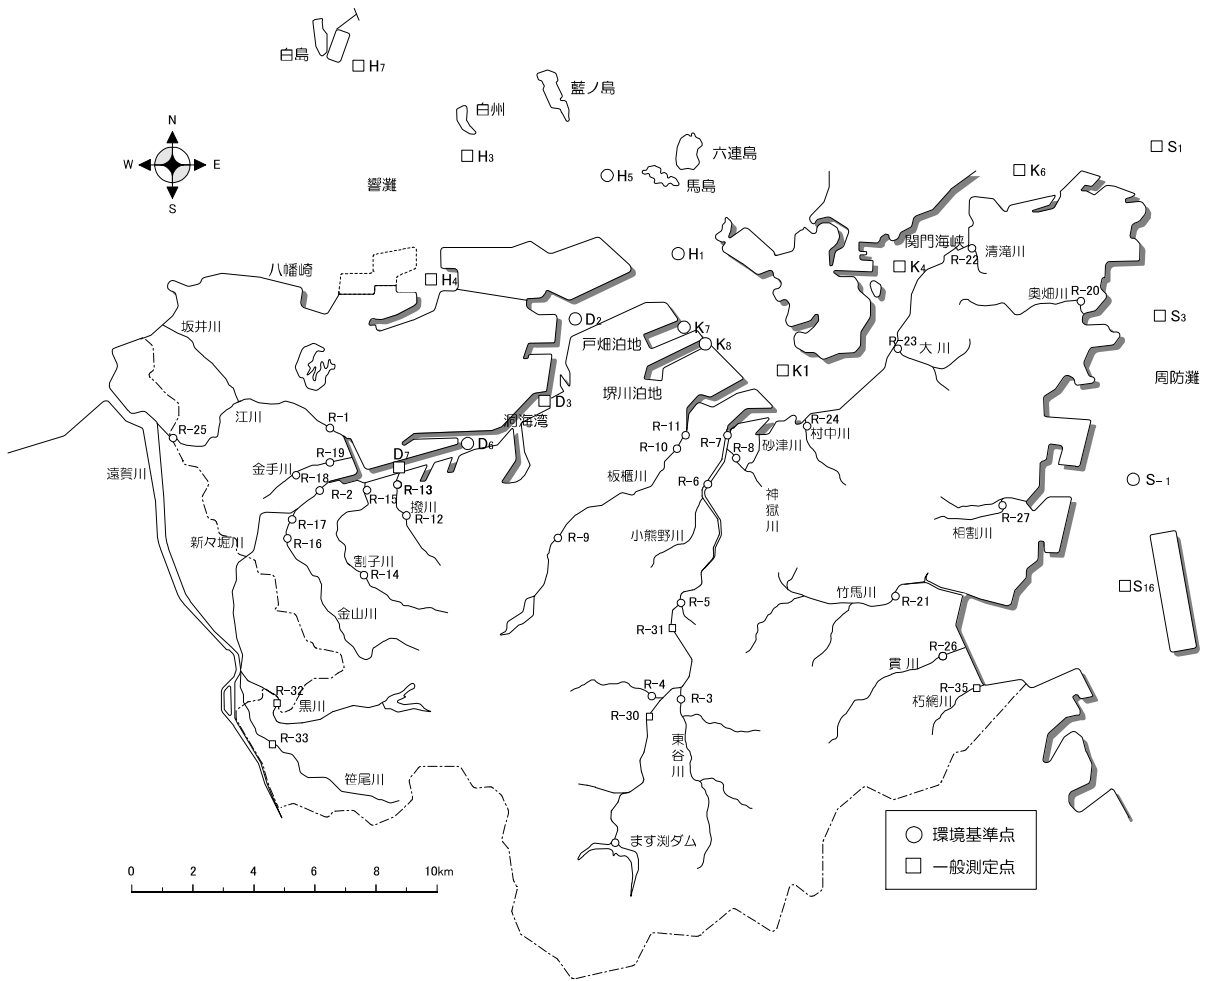 白島
H7
藍ノ島
白州
N
W
E
S
H3
六連島
S1
K6
H5
馬島
響灘
関門海峡
清滝川
R-22
H1
K4
八幡崎
H4
奥畑川
R-20
坂井川
D2
K7
S3
戸畑泊地
K8
R-23
大川
K1
周防灘
堺川泊地
D3
江川
R-1
洞海湾
R-11
R-24
R-25
D6
R-10
R-7
砂津川
村中川
D7
R-19
金手川
R-18
R-8
遠賀川
板櫃川
S-1
R-2
R-15
R-13
R-6
神嶽川
撥川
R-17
R-12
R-27
新々堀川
R-16
R-9
小熊野川
相割川
割子川
R-14
竹馬川
R-21
S16
金山川
R-5
R-31
R-26
貫川
R-32
R-4
R-3
R-35
黒川
R-30
朽網川
R-33
東谷川
笹尾川
ます渕ダム
環境基準点
一般測定点
0
2
4
6
8
10km